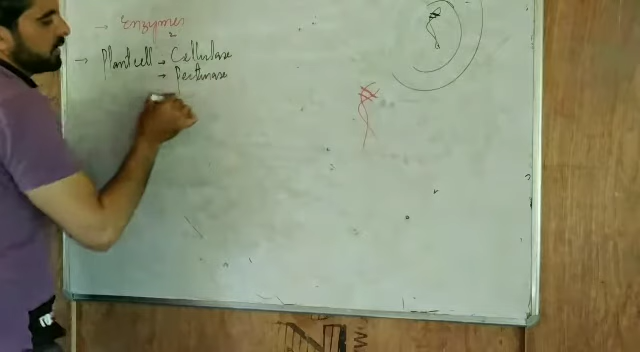 → Enzymes
→ Plant cell → Cellulase
→ Pectinase